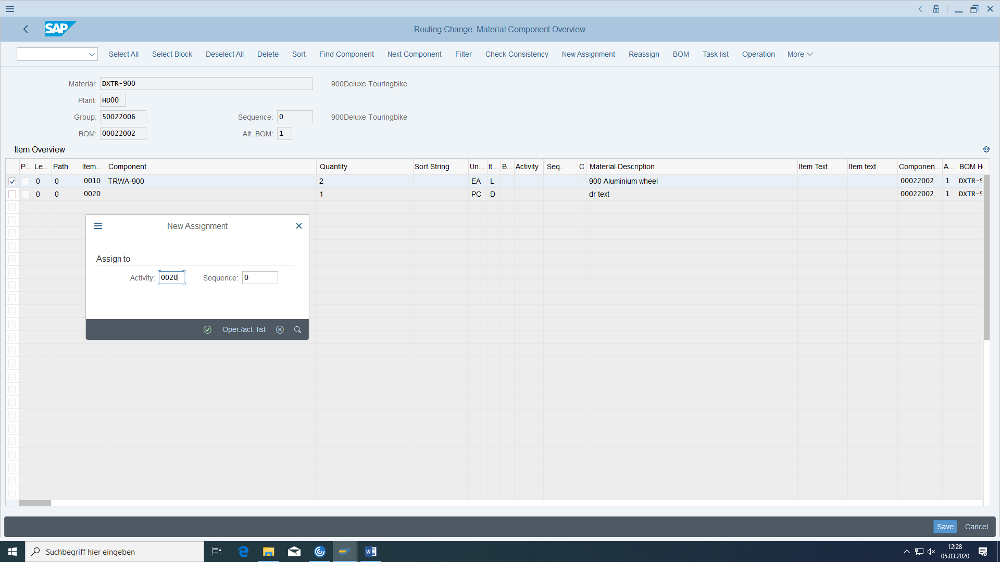 SAP
Routing Change: Material Component Overview
Select All Select Block Deselect All Delete Sort Find Component Next Component Filter Check Consistency New Assignment Reassign BOM Task list Operation More
Material: DXTR-900 900Deluxe Touringbike
Plant: HD00
Group: 50022006 Sequence: 0 900Deluxe Touringbike
BOM: 00022002 Alt. BOM: 1
Item Overview
P... Le... Path Item... Component Quantity Sort String Un... It... B... Activity Seq. C Material Description Item Text Item text Componen... A... BOM H
0 0 0010 TRWA-900 2 EA L 900 Aluminium wheel 00022002 1 DXTR-9
0 0 0020 1 PC D dr text 00022002 1 DXTR-9
New Assignment
Assign to
Activity: 0020 Sequence: 0
Oper./act. list
Save Cancel
Suchbegriff hier eingeben
12:28
05.03.2020